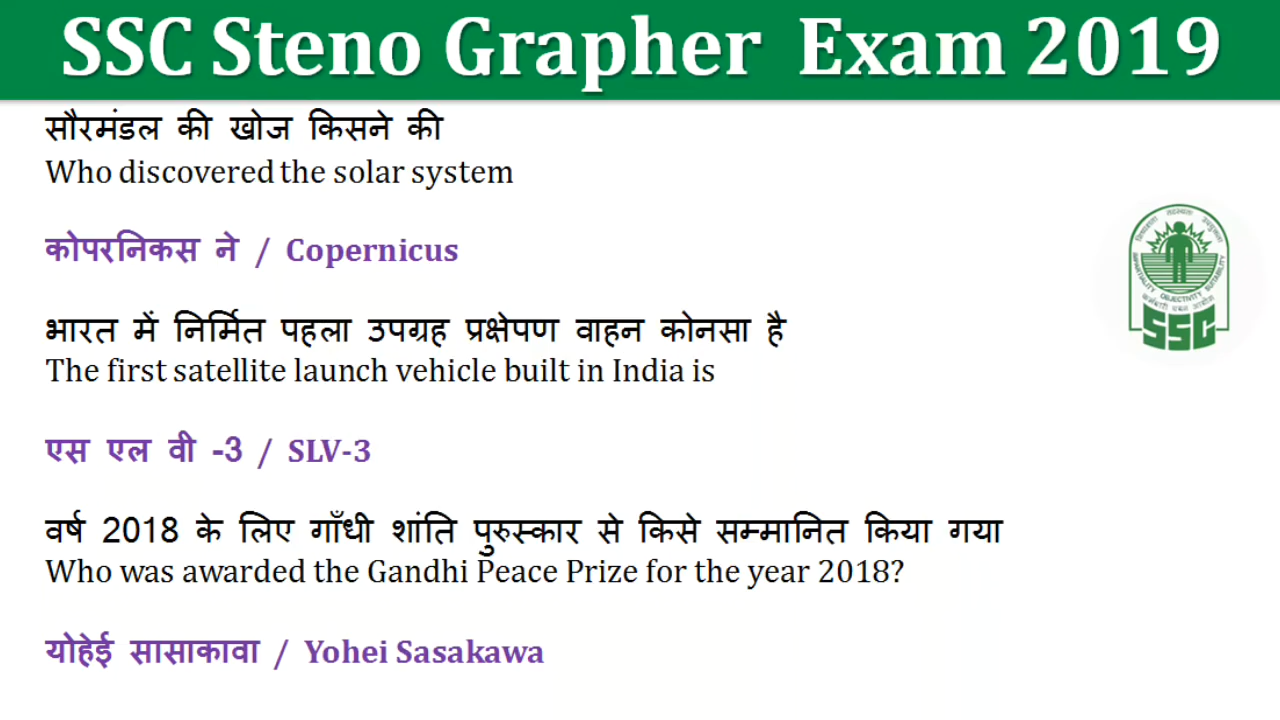 SSC Steno Grapher Exam 2019
सौरमंडल की खोज किसने की
Who discovered the solar system
कोपरनिकस ने / Copernicus
भारत में निर्मित पहला उपग्रह प्रक्षेपण वाहन कोनसा है
The first satellite launch vehicle built in India is
एस एल वी -3 / SLV-3
वर्ष 2018 के लिए गाँधी शांति पुरुस्कार से किसे सम्मानित किया गया
Who was awarded the Gandhi Peace Prize for the year 2018?
योहेई सासाकावा / Yohei Sasakawa
OBJECTIVITY
SSC